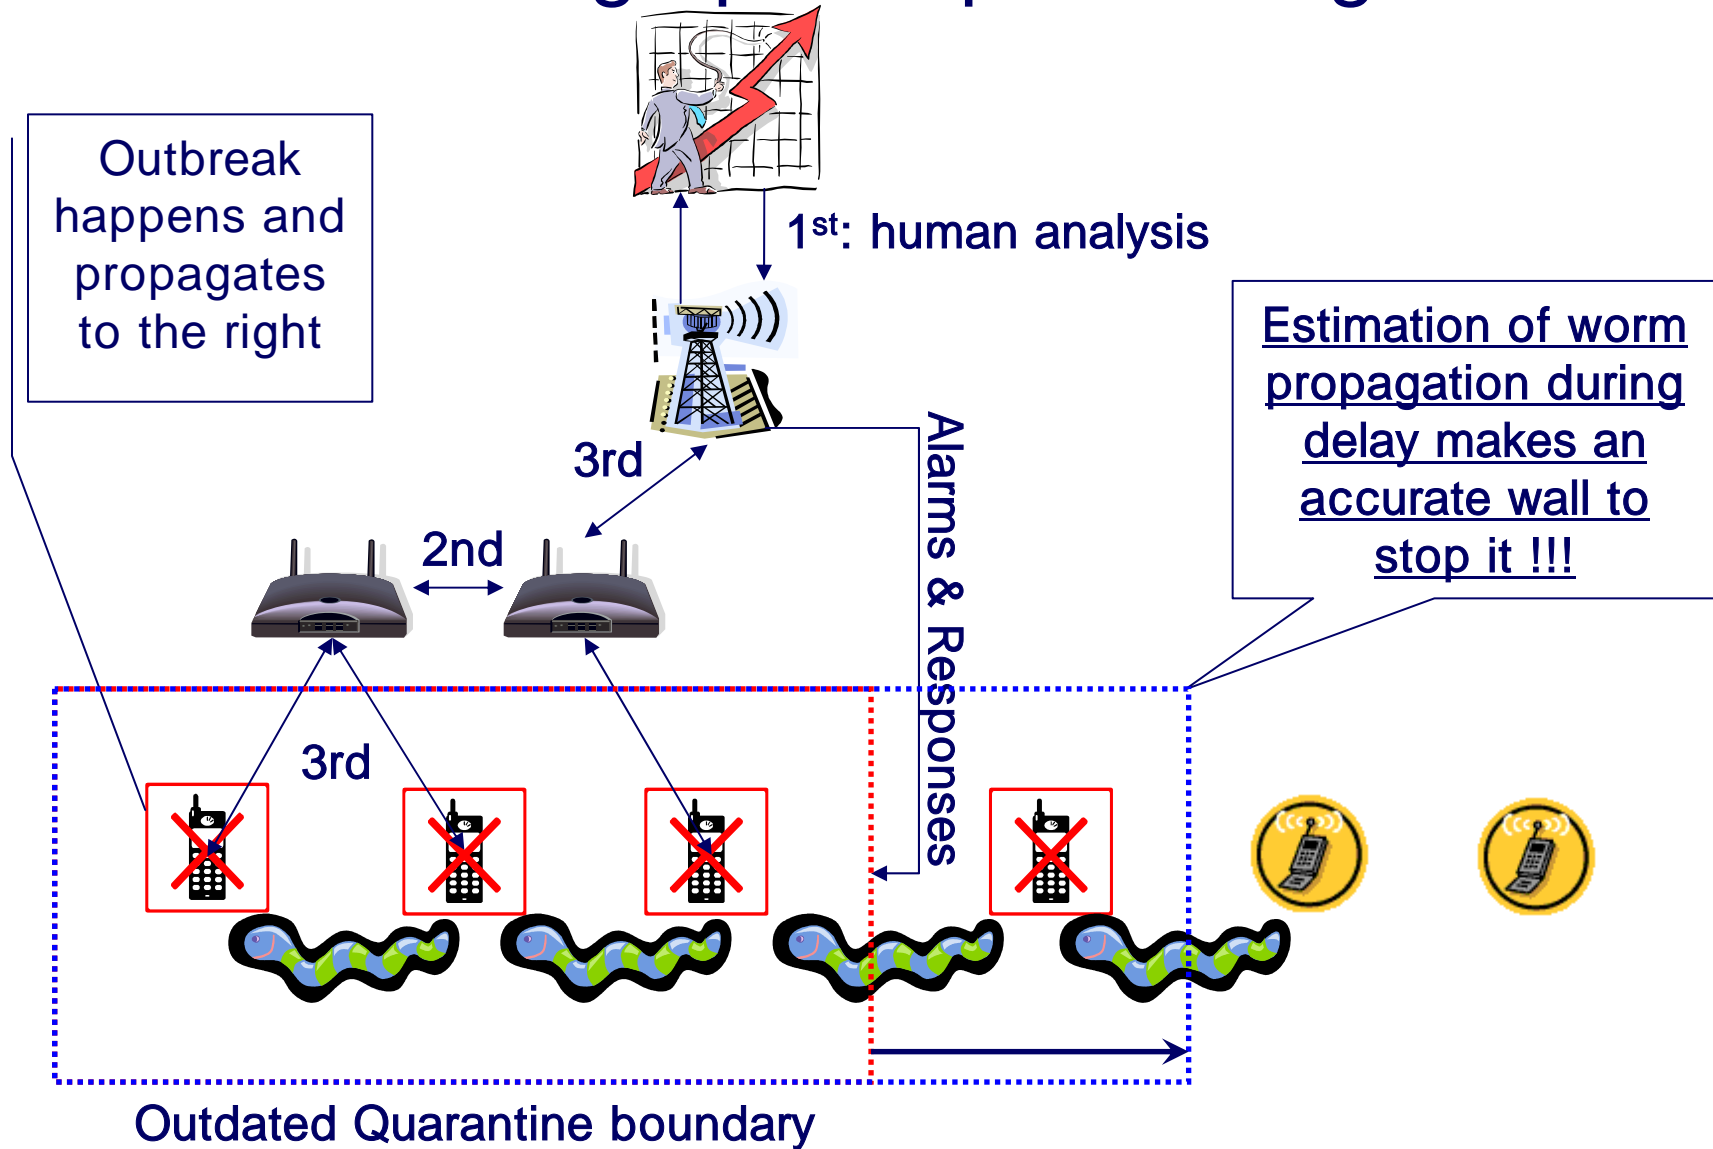 Outbreak
happens and
propagates
to the right
1st: human analysis
Estimation of worm
propagation during
delay makes an
accurate wall to
stop it !!!
3rd
2nd
Alarms & Responses
3rd
Outdated Quarantine boundary